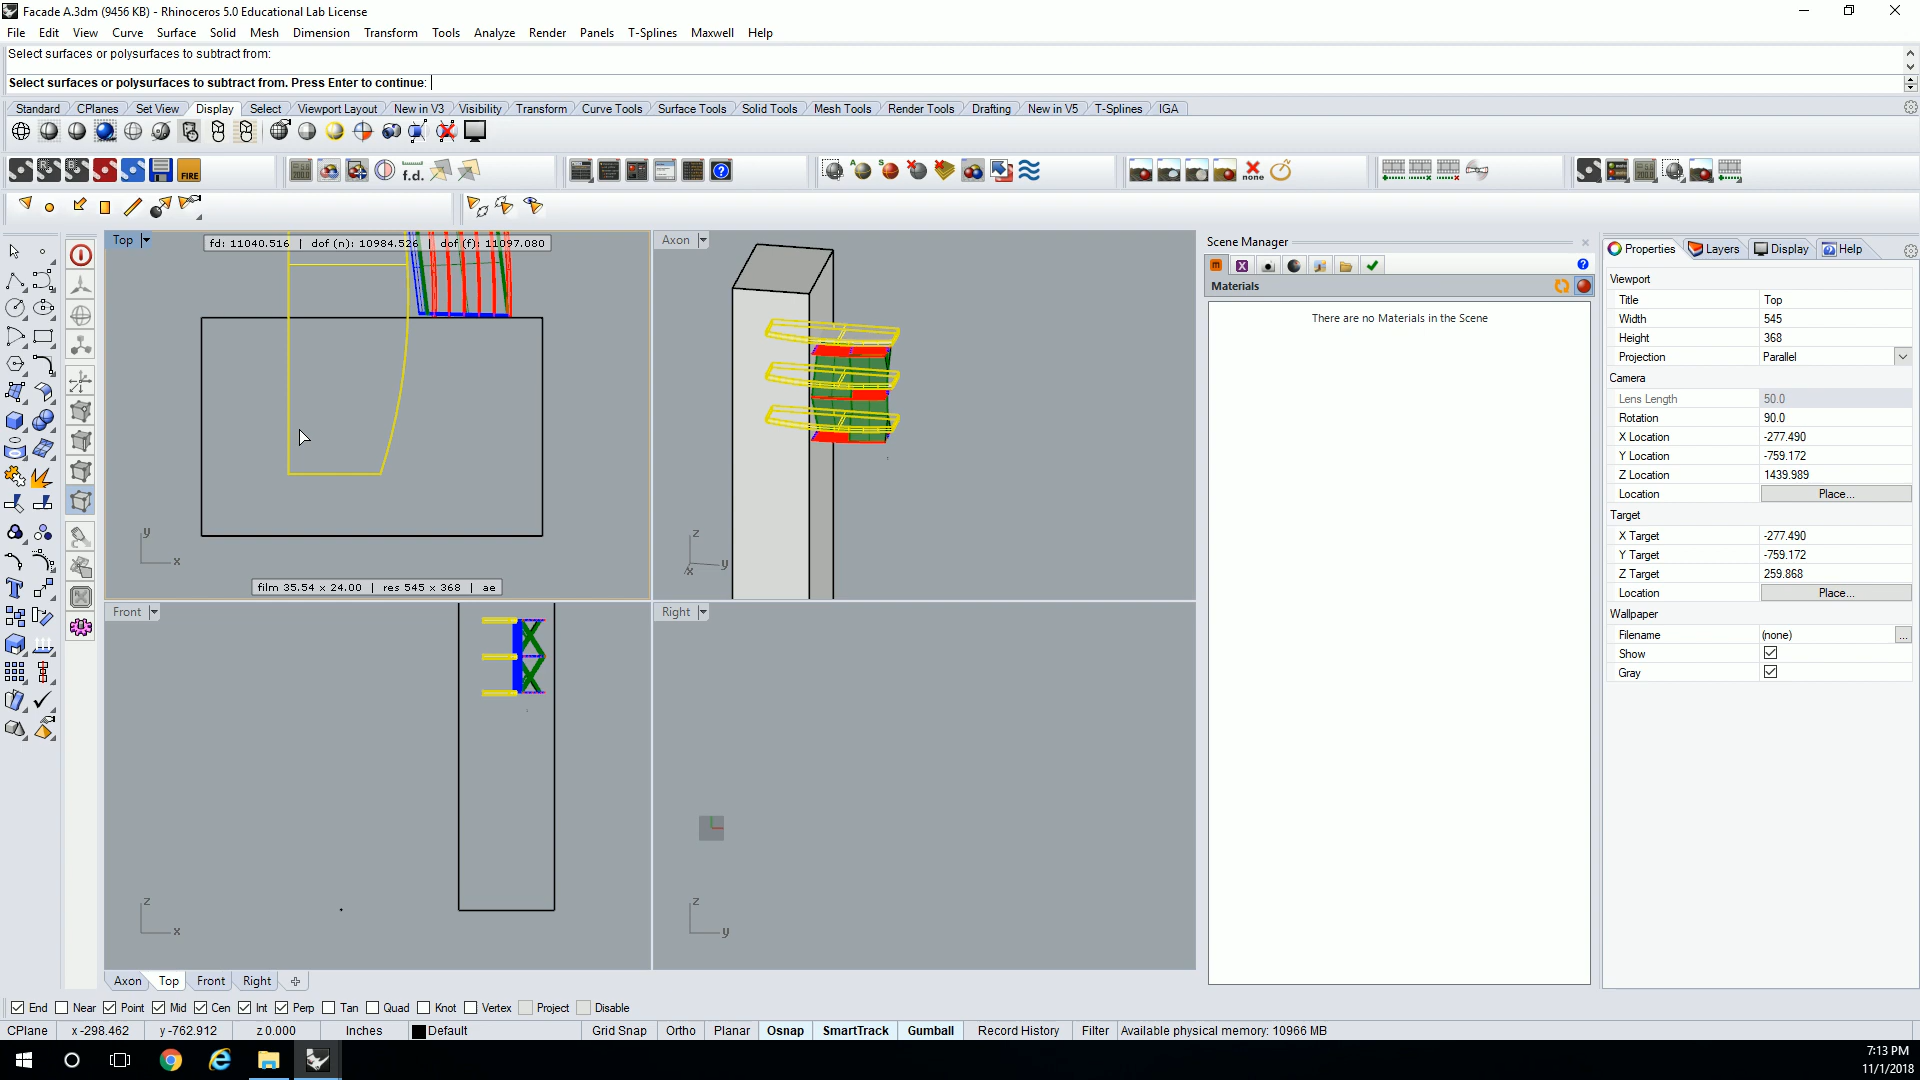 Facade A.3dm (9456 KB) - Rhinoceros 5.0 Educational Lab License
File Edit View Curve Surface Solid Mesh Dimension Transform Tools Analyze Render Panels T-Splines Maxwell Help
Select surfaces or polysurfaces to subtract from:
Select surfaces or polysurfaces to subtract from. Press Enter to continue:
Standard CPlanes Set View Display Select Viewport Layout New in V3 Visibility Transform Curve Tools Surface Tools Solid Tools Mesh Tools Render Tools Drafting New in V5 T-Splines IGA
FIRE f.d. none
Top fd: 11040.516 | dof (n): 10984.526 | dof (f): 11097.080
y
x
film 35.54 x 24.00 | res 545 x 368 | ae
Axon
z
y
x
Front
z
x
Right
z
y
Axon Top Front Right
Scene Manager
Materials
There are no Materials in the Scene
Properties Layers Display Help
Viewport
Title Top
Width 545
Height 368
Projection Parallel
Camera
Lens Length 50.0
Rotation 90.0
X Location -277.490
Y Location -759.172
Z Location 1439.989
Location Place...
Target
X Target -277.490
Y Target -759.172
Z Target 259.868
Location Place...
Wallpaper
Filename (none) ...
Show
Gray
End Near Point Mid Cen Int Perp Tan Quad Knot Vertex Project Disable
CPlane x -298.462 y -762.912 z 0.000 Inches Default Grid Snap Ortho Planar Osnap SmartTrack Gumball Record History Filter Available physical memory: 10966 MB
7:13 PM
11/1/2018